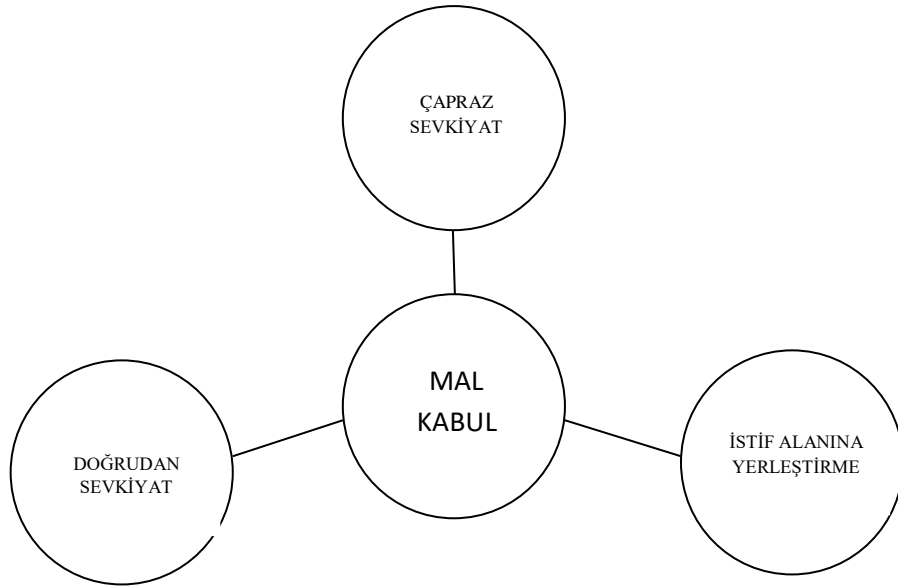 ÇAPRAZ
SEVKİYAT
MAL
KABUL
DOĞRUDAN
SEVKİYAT
İSTİF ALANINA
YERLEŞTİRME